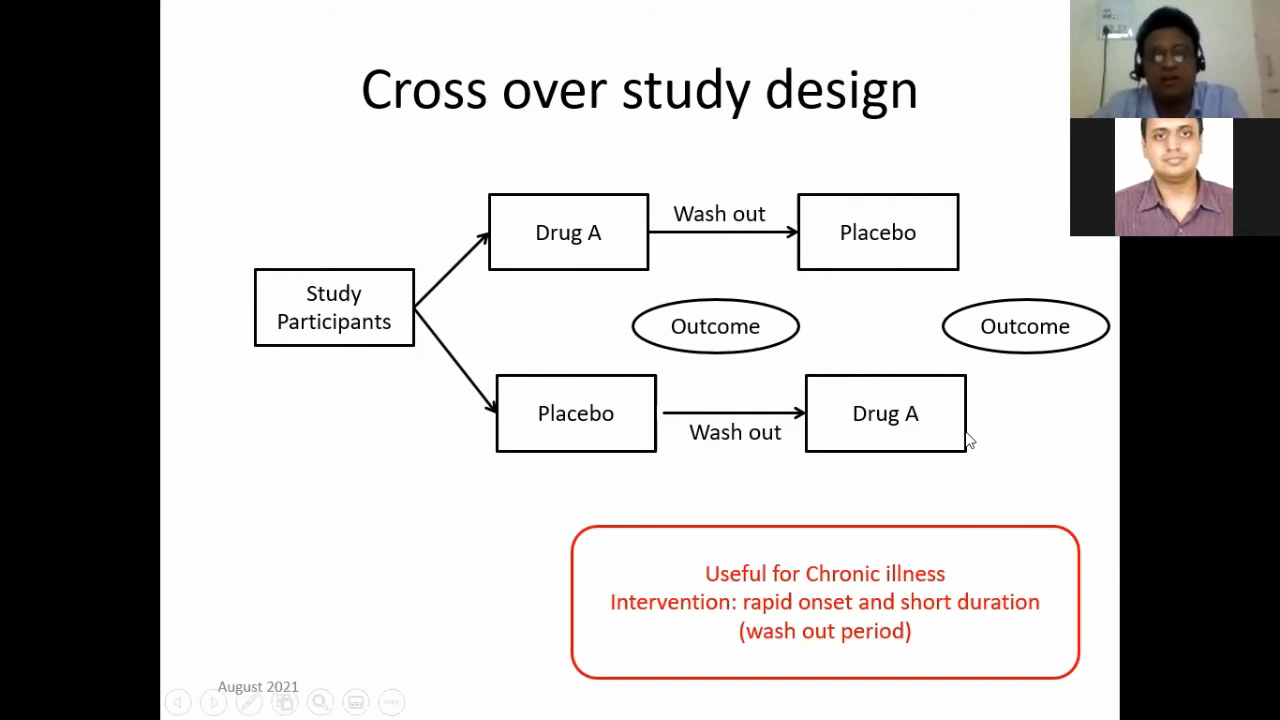 Cross over study design
Drug A
Wash out
Placebo
Study
Participants
Outcome
Outcome
Placebo
Wash out
Drug A
Useful for Chronic illness
Intervention: rapid onset and short duration
(wash out period)
August 2021